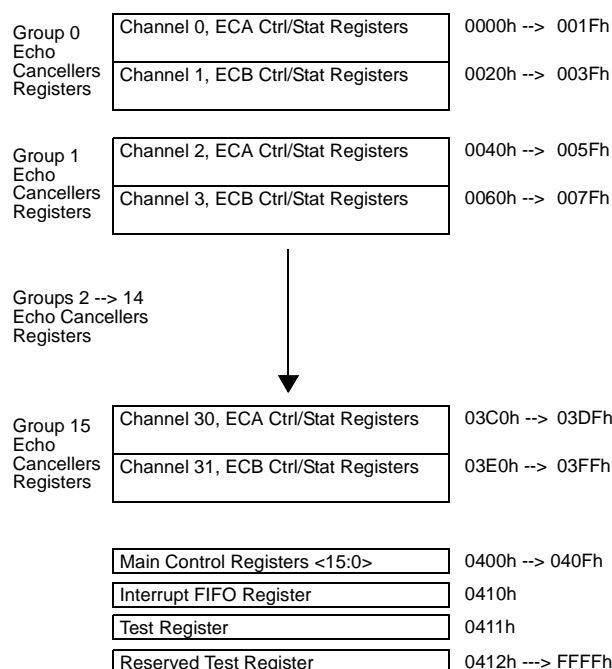 Group 0
Echo
Cancellers
Registers
Channel 0, ECA Ctrl/Stat Registers
0000h --> 001Fh
Channel 1, ECB Ctrl/Stat Registers
0020h --> 003Fh
Group 1
Echo
Cancellers
Registers
Channel 2, ECA Ctrl/Stat Registers
0040h --> 005Fh
Channel 3, ECB Ctrl/Stat Registers
0060h --> 007Fh
Groups 2 --> 14
Echo Cancellers
Registers
Group 15
Echo
Cancellers
Registers
Channel 30, ECA Ctrl/Stat Registers
03C0h --> 03DFh
Channel 31, ECB Ctrl/Stat Registers
03E0h --> 03FFh
Main Control Registers <15:0>
0400h --> 040Fh
Interrupt FIFO Register
0410h
Test Register
0411h
Reserved Test Register
0412h ---> FFFFh